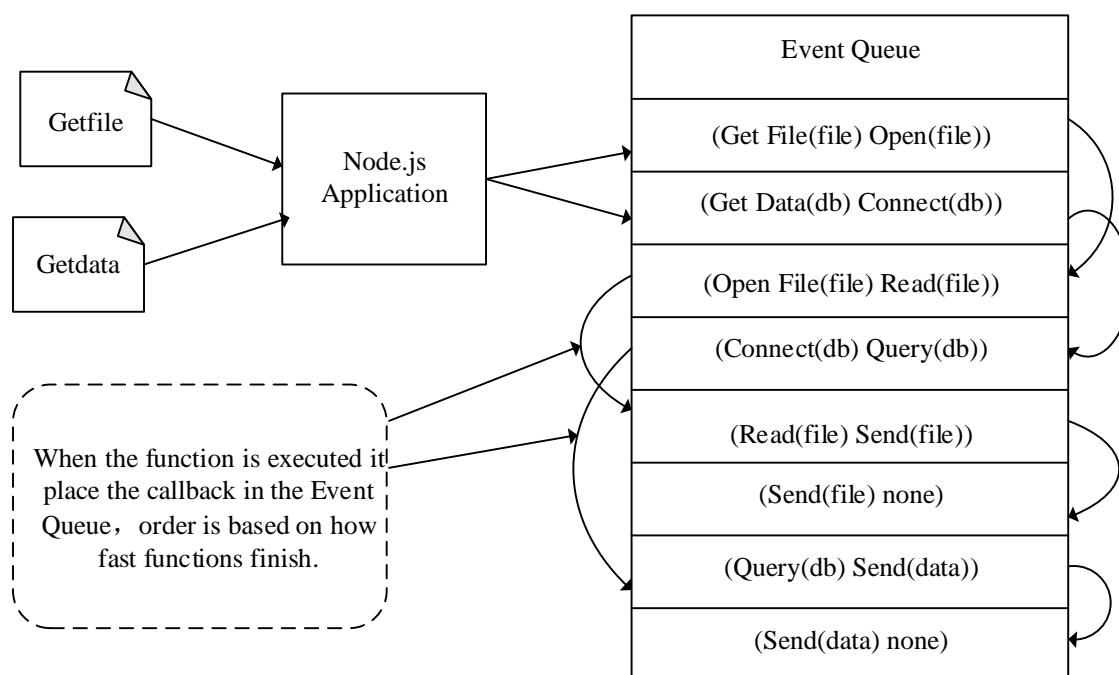 Getfile
Getdata
Node.js
Application
When the function is executed it
place the callback in the Event
Queue，order is based on how
fast functions finish.
Event Queue
(Get File(file) Open(file))
(Get Data(db) Connect(db))
(Open File(file) Read(file))
(Connect(db) Query(db))
(Read(file) Send(file))
(Send(file) none)
(Query(db) Send(data))
(Send(data) none)